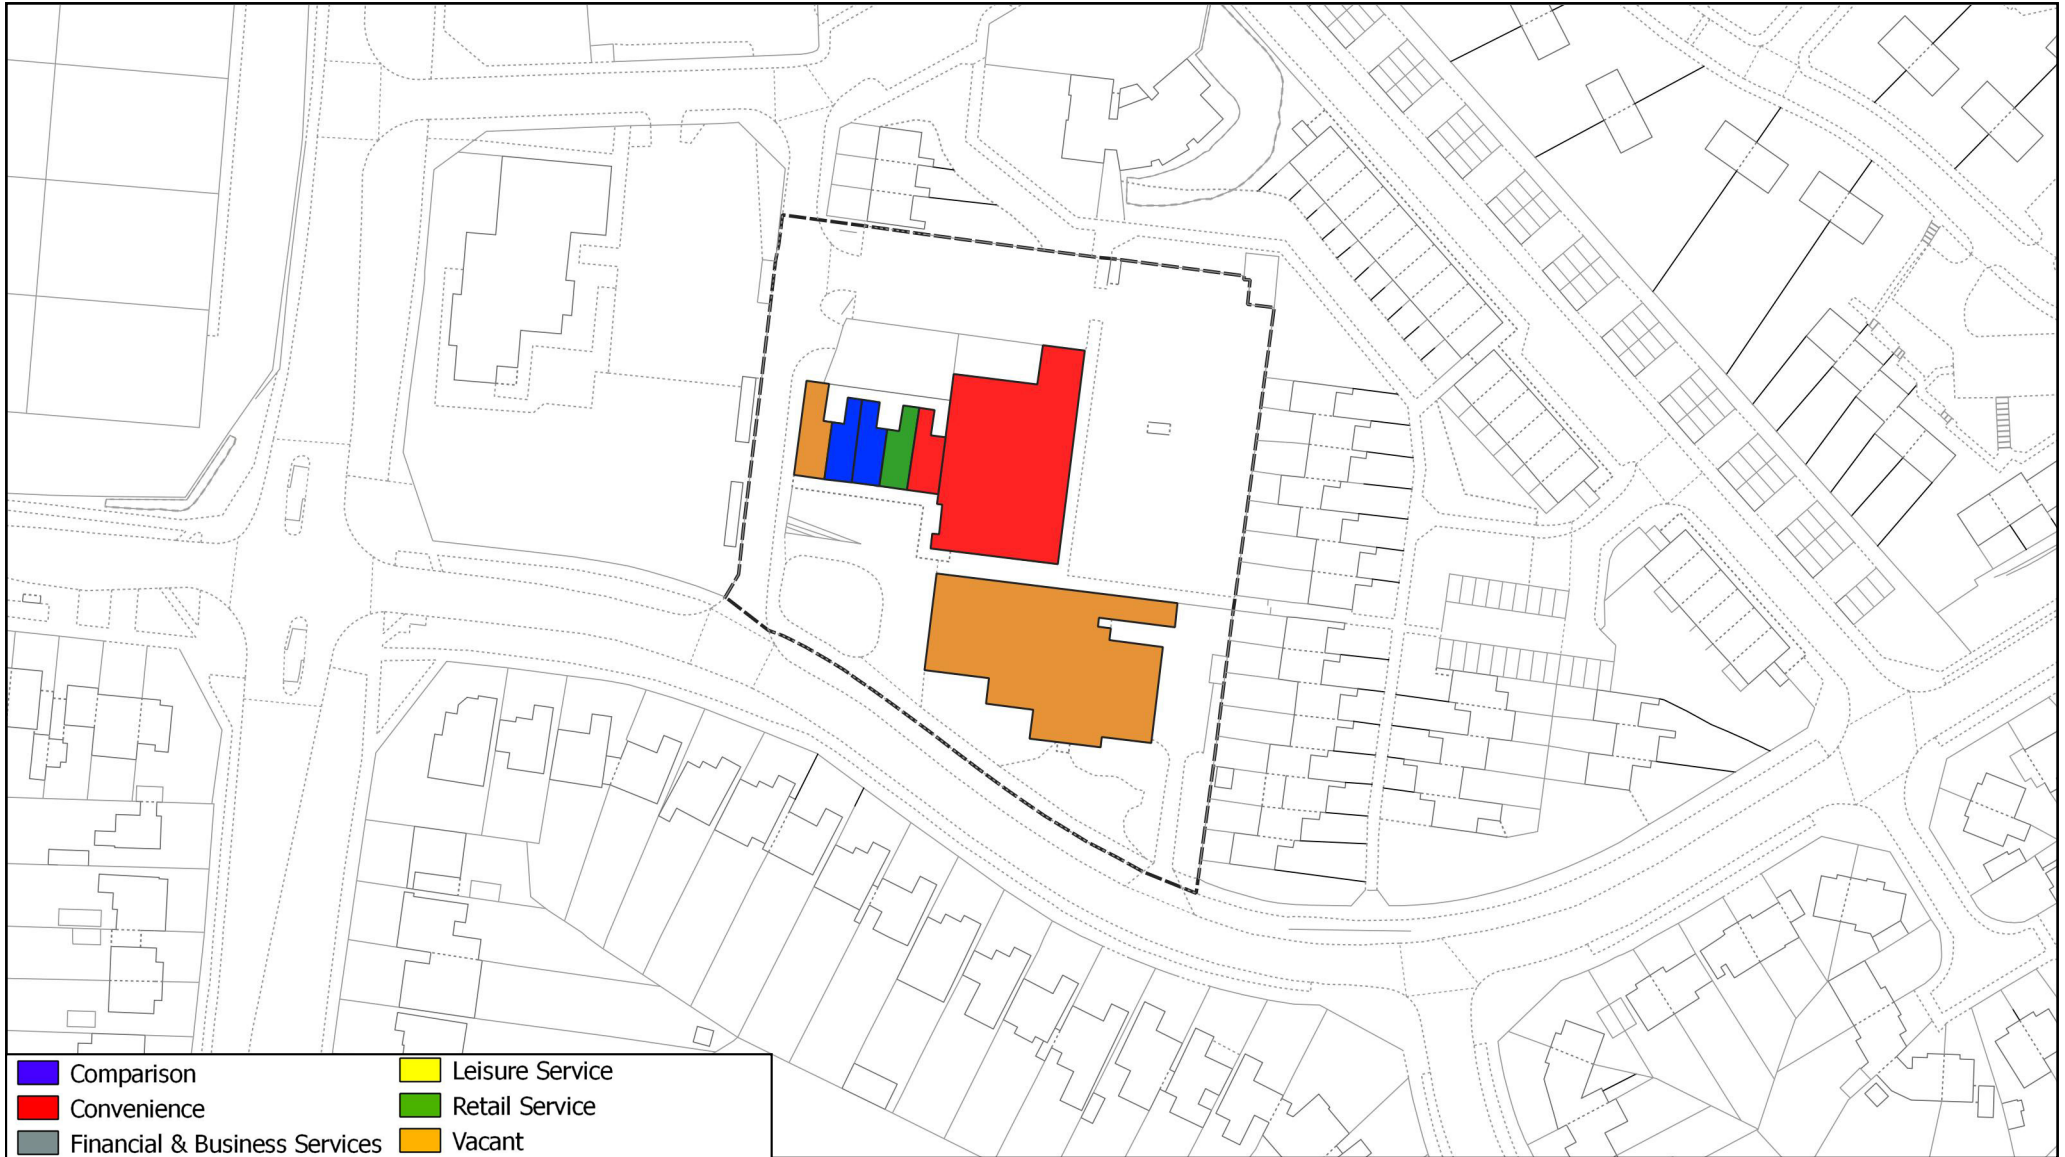 Comparison
Convenience
Financial & Business Services
Leisure Service
Retail Service
Vacant